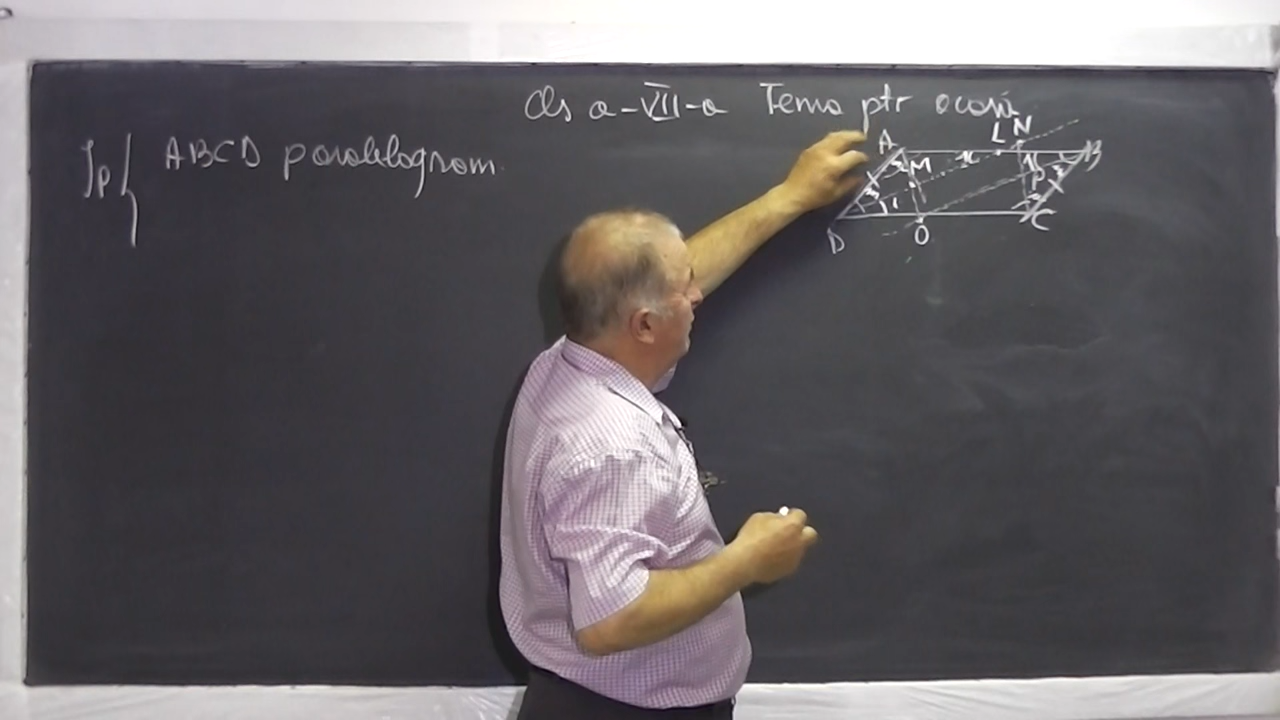 Cls a-VII-a Tema ptr acasă
Ip { ABCD paralelogram
A L N B
M P
D O C